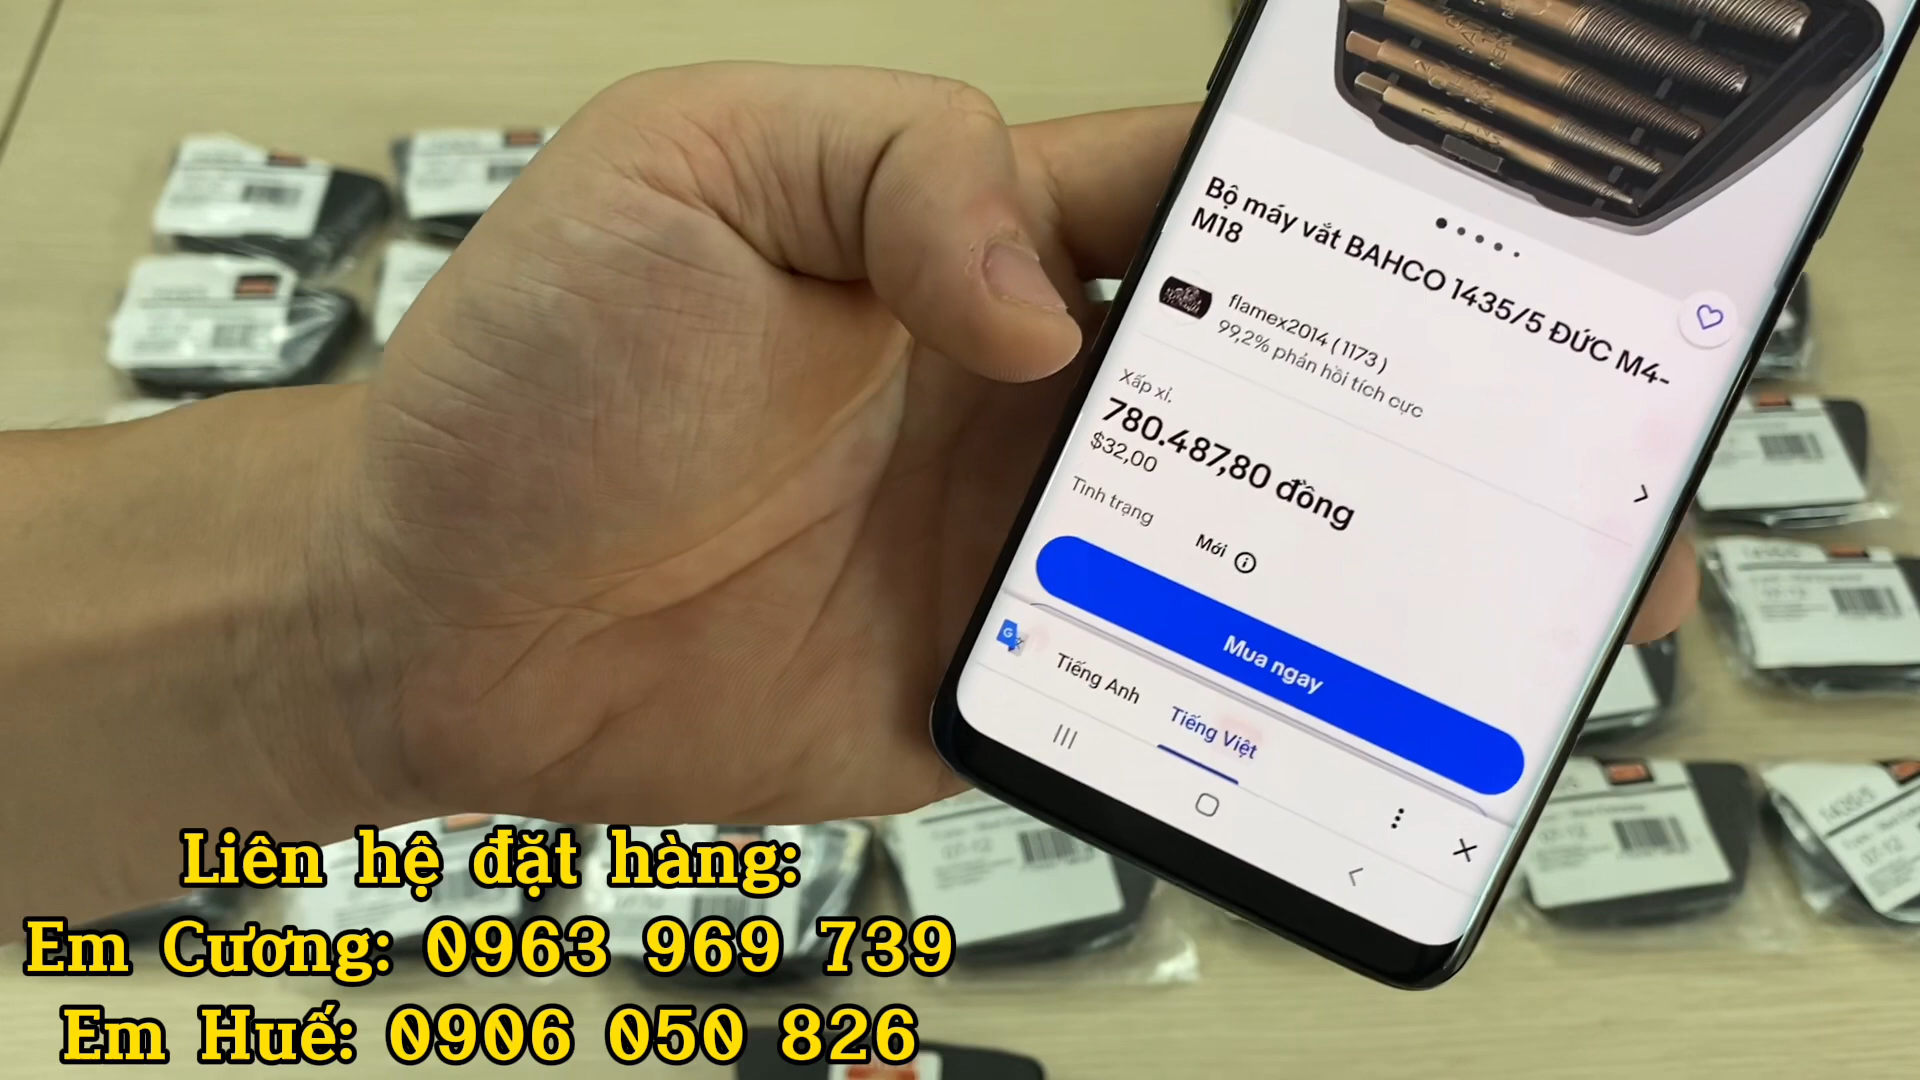 Bộ máy vắt BAHCO 1435/5 ĐỨC M4-
M18
flamex2014 (1173)
99,2% phản hồi tích cực
Xấp xỉ.
780.487,80 đồng
$32,00
Tình trạng
Mới
Mua ngay
Tiếng Anh
Tiếng Việt
1435/5
Liên hệ đặt hàng:
Em Cương: 0963 969 739
Em Huế: 0906 050 826